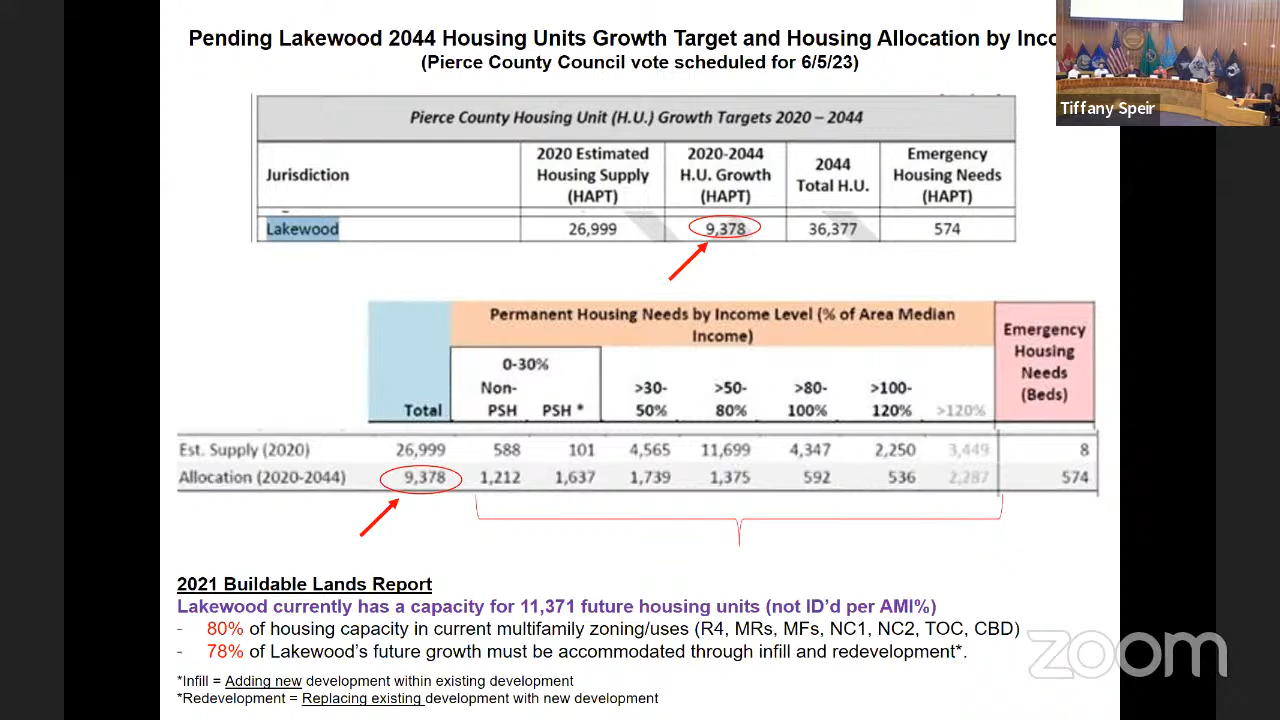 Pending Lakewood 2044 Housing Units Growth Target and Housing Allocation by Inco
(Pierce County Council vote scheduled for 6/5/23)
Tiffany Speir
Pierce County Housing Unit (H.U.) Growth Targets 2020 – 2044
Jurisdiction
2020 Estimated Housing Supply (HAPT)
2020-2044 H.U. Growth (HAPT)
2044 Total H.U.
Emergency Housing Needs (HAPT)
Lakewood 26,999 9,378 36,377 574
Permanent Housing Needs by Income Level (% of Area Median
Income)
Emergency
Housing
Needs
(Beds)
0-30%
Non- >30- >50- >80- >100-
Total PSH PSH * 50% 80% 100% 120% >120%
Est. Supply (2020) 26,999 588 101 4,565 11,699 4,347 2,250 3,449 8
Allocation (2020-2044) 9,378 1,212 1,637 1,739 1,375 592 536 2,287 574
2021 Buildable Lands Report
Lakewood currently has a capacity for 11,371 future housing units (not ID'd per AMI%)
- 80% of housing capacity in current multifamily zoning/uses (R4, MRs, MFs, NC1, NC2, TOC, CBD)
- 78% of Lakewood's future growth must be accommodated through infill and redevelopment*.
*Infill = Adding new development within existing development
*Redevelopment = Replacing existing development with new development
zoom